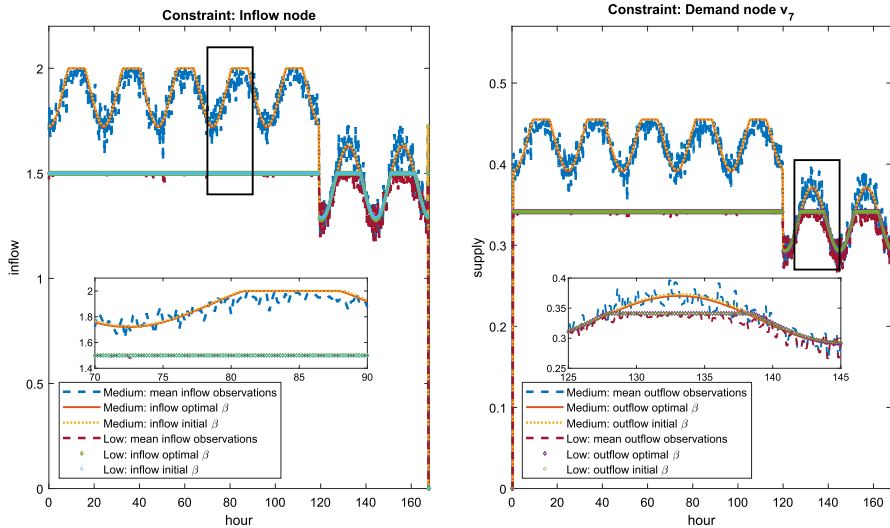 Constraint: Inflow node
2
1.5
1
0.5
0
inflow
0 20 40 60 80 100 120 140 160
hour
2
1.8
1.6
1.4
70 75 80 85 90
Medium: mean inflow observations
Medium: inflow optimal β
Medium: inflow initial β
Low: mean inflow observations
Low: inflow optimal β
Low: inflow initial β
Constraint: Demand node v7
0.5
0.4
0.3
0.2
0.1
0
supply
0 20 40 60 80 100 120 140 160
hour
0.4
0.35
0.3
0.25
125 130 135 140 145
Medium: mean outflow observations
Medium: outflow optimal β
Medium: outflow initial β
Low: mean outflow observations
Low: outflow optimal β
Low: outflow initial β